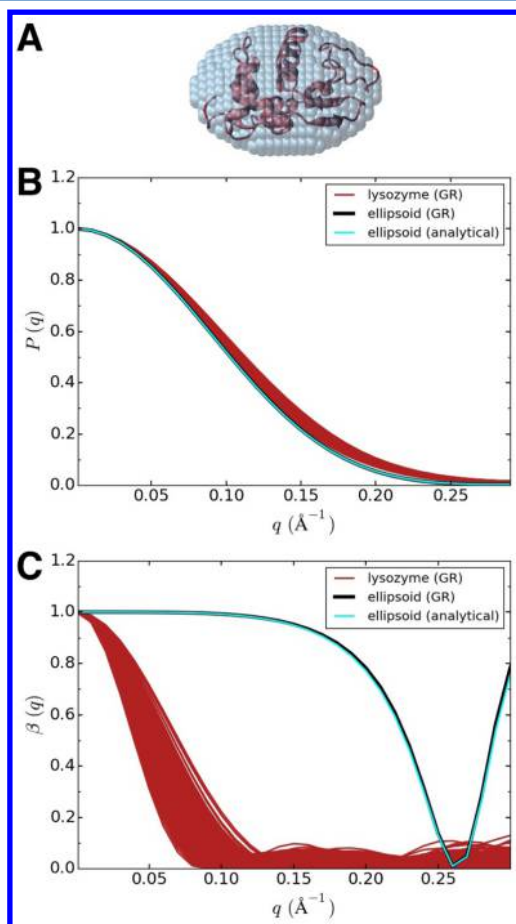 A
B
1.2
1.0
0.8
0.6
0.4
0.2
0.0
P (q)
lysozyme (GR)
ellipsoid (GR)
ellipsoid (analytical)
0.05 0.10 0.15 0.20 0.25
q (Å⁻¹)
C
1.2
1.0
0.8
0.6
0.4
0.2
0.0
β (q)
lysozyme (GR)
ellipsoid (GR)
ellipsoid (analytical)
0.05 0.10 0.15 0.20 0.25
q (Å⁻¹)